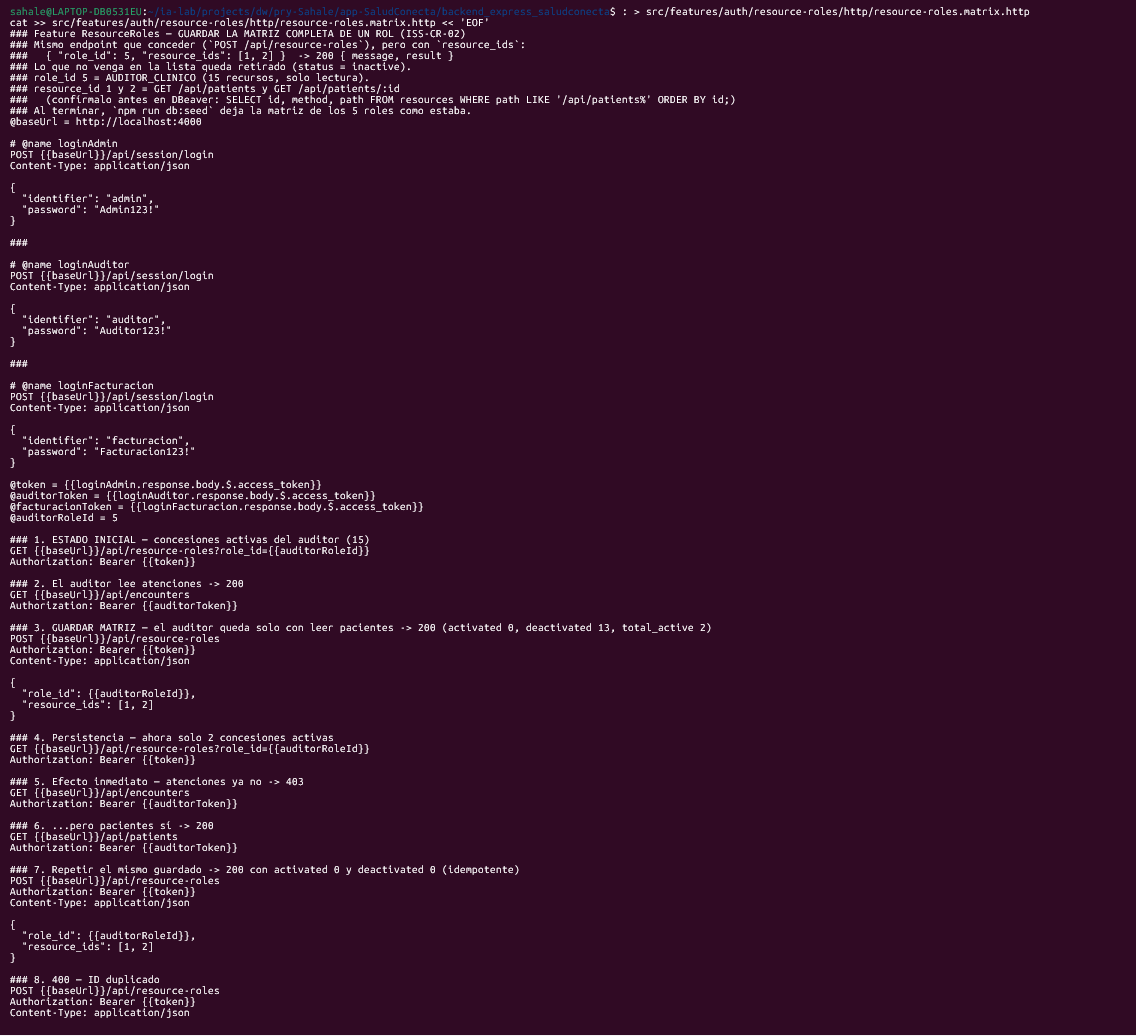 sahale@LAPTOP-DB0531EU:~/ia-lab/projects/dw/pry-Sahale/app-SaludConecta/backend_express_saludconecta$ : > src/features/auth/resource-roles/http/resource-roles.matrix.http
cat >> src/features/auth/resource-roles/http/resource-roles.matrix.http << 'EOF'
### Feature ResourceRoles — GUARDAR LA MATRIZ COMPLETA DE UN ROL (ISS-CR-02)
### Mismo endpoint que conceder (`POST /api/resource-roles`), pero con `resource_ids`:
###   { "role_id": 5, "resource_ids": [1, 2] }  -> 200 { message, result }
### Lo que no venga en la lista queda retirado (status = inactive).
### role_id 5 = AUDITOR_CLINICO (15 recursos, solo lectura).
### resource_id 1 y 2 = GET /api/patients y GET /api/patients/:id
###   (confirmalo antes en DBeaver: SELECT id, method, path FROM resources WHERE path LIKE '/api/patients%' ORDER BY id;)
### Al terminar, `npm run db:seed` deja la matriz de los 5 roles como estaba.
@baseUrl = http://localhost:4000

# @name loginAdmin
POST {{baseUrl}}/api/session/login
Content-Type: application/json

{
  "identifier": "admin",
  "password": "Admin123!"
}

###

# @name loginAuditor
POST {{baseUrl}}/api/session/login
Content-Type: application/json

{
  "identifier": "auditor",
  "password": "Auditor123!"
}

###

# @name loginFacturacion
POST {{baseUrl}}/api/session/login
Content-Type: application/json

{
  "identifier": "facturacion",
  "password": "Facturacion123!"
}

@token = {{loginAdmin.response.body.$.access_token}}
@auditorToken = {{loginAuditor.response.body.$.access_token}}
@facturacionToken = {{loginFacturacion.response.body.$.access_token}}
@auditorRoleId = 5

### 1. ESTADO INICIAL — concesiones activas del auditor (15)
GET {{baseUrl}}/api/resource-roles?role_id={{auditorRoleId}}
Authorization: Bearer {{token}}

### 2. El auditor lee atenciones -> 200
GET {{baseUrl}}/api/encounters
Authorization: Bearer {{auditorToken}}

### 3. GUARDAR MATRIZ — el auditor queda solo con leer pacientes -> 200 (activated 0, deactivated 13, total_active 2)
POST {{baseUrl}}/api/resource-roles
Authorization: Bearer {{token}}
Content-Type: application/json

{
  "role_id": {{auditorRoleId}},
  "resource_ids": [1, 2]
}

### 4. Persistencia — ahora solo 2 concesiones activas
GET {{baseUrl}}/api/resource-roles?role_id={{auditorRoleId}}
Authorization: Bearer {{token}}

### 5. Efecto inmediato — atenciones ya no -> 403
GET {{baseUrl}}/api/encounters
Authorization: Bearer {{auditorToken}}

### 6. ...pero pacientes si -> 200
GET {{baseUrl}}/api/patients
Authorization: Bearer {{auditorToken}}

### 7. Repetir el mismo guardado -> 200 con activated 0 y deactivated 0 (idempotente)
POST {{baseUrl}}/api/resource-roles
Authorization: Bearer {{token}}
Content-Type: application/json

{
  "role_id": {{auditorRoleId}},
  "resource_ids": [1, 2]
}

### 8. 400 — ID duplicado
POST {{baseUrl}}/api/resource-roles
Authorization: Bearer {{token}}
Content-Type: application/json